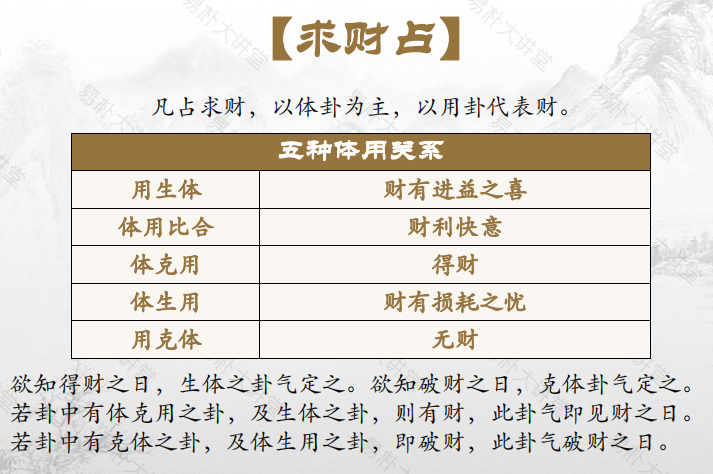 【求财占】
凡占求财，以体卦为主，以用卦代表财。
五种体用关系
用生体 财有进益之喜
体用比合 财利快意
体克用 得财
体生用 财有损耗之忧
用克体 无财
欲知得财之日，生体之卦气定之。欲知破财之日，克体卦气定之。
若卦中有体克用之卦，及生体之卦，则有财，此卦气即见财之日。
若卦中有克体之卦，及体生用之卦，即破财，此卦气破财之日。
易朴大讲堂